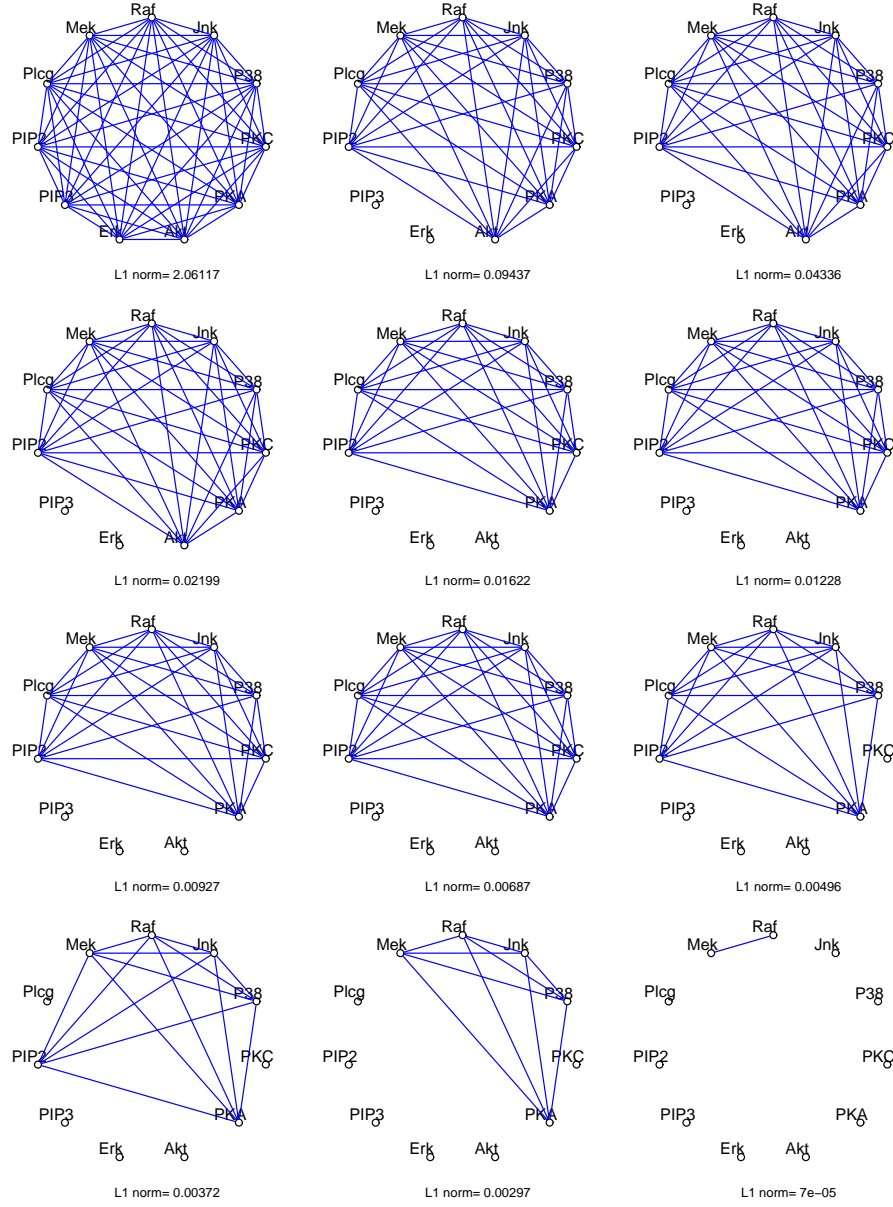 Raf
Mek
Jnk
Plcg
P38
PIP2
PKC
PIP3
PKA
Erk
Akt
L1 norm= 2.06117
Raf
Mek
Jnk
Plcg
P38
PIP2
PKC
PIP3
PKA
Erk
Akt
L1 norm= 0.09437
Raf
Mek
Jnk
Plcg
P38
PIP2
PKC
PIP3
PKA
Erk
Akt
L1 norm= 0.04336
Raf
Mek
Jnk
Plcg
P38
PIP2
PKC
PIP3
PKA
Erk
Akt
L1 norm= 0.02199
Raf
Mek
Jnk
Plcg
P38
PIP2
PKC
PIP3
PKA
Erk
Akt
L1 norm= 0.01622
Raf
Mek
Jnk
Plcg
P38
PIP2
PKC
PIP3
PKA
Erk
Akt
L1 norm= 0.01228
Raf
Mek
Jnk
Plcg
P38
PIP2
PKC
PIP3
PKA
Erk
Akt
L1 norm= 0.00927
Raf
Mek
Jnk
Plcg
P38
PIP2
PKC
PIP3
PKA
Erk
Akt
L1 norm= 0.00687
Raf
Mek
Jnk
Plcg
P38
PIP2
PKC
PIP3
PKA
Erk
Akt
L1 norm= 0.00496
Raf
Mek
Jnk
Plcg
P38
PIP2
PKC
PIP3
PKA
Erk
Akt
L1 norm= 0.00372
Raf
Mek
Jnk
Plcg
P38
PIP2
PKC
PIP3
PKA
Erk
Akt
L1 norm= 0.00297
Raf
Mek
Jnk
Plcg
P38
PIP2
PKC
PIP3
PKA
Erk
Akt
L1 norm= 7e−05